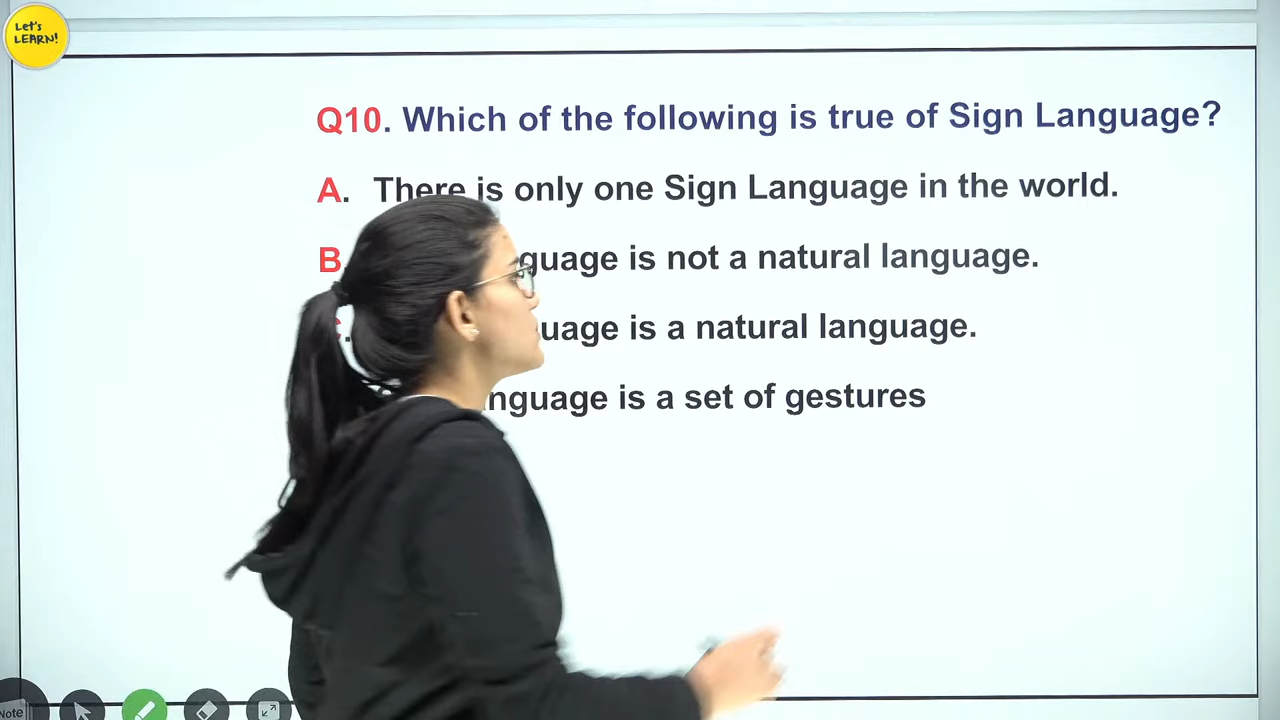 Let's
LEARN!
Q10. Which of the following is true of Sign Language?
A. There is only one Sign Language in the world.
B. guage is not a natural language.
. uage is a natural language.
nguage is a set of gestures
Note